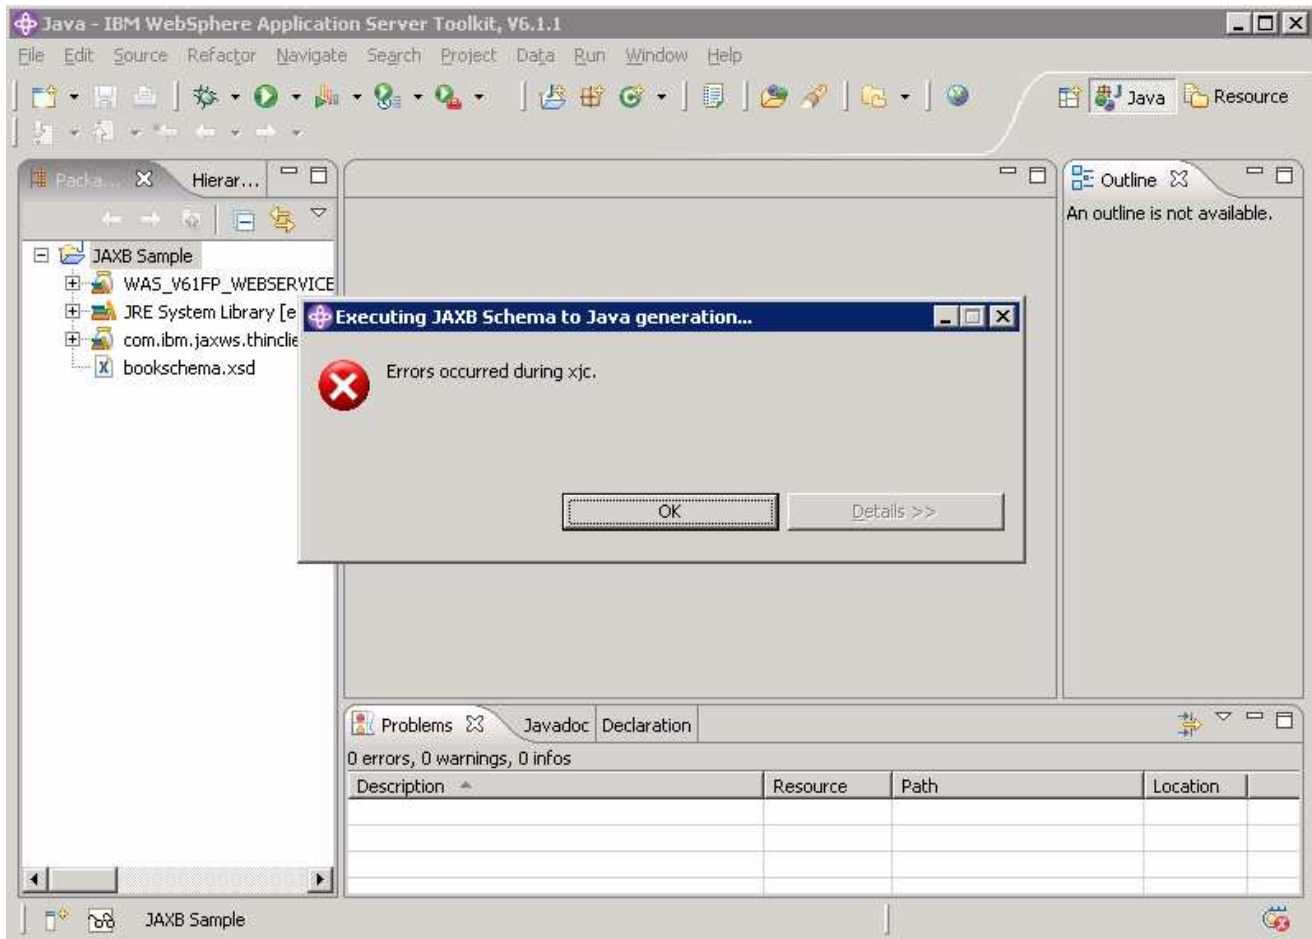 Java - IBM WebSphere Application Server Toolkit, V6.1.1
File Edit Source Refactor Navigate Search Project Data Run Window Help
Java Resource
Packa... Hierar...
Outline
An outline is not available.
JAXB Sample
WAS_V61FP_WEBSERVICE
JRE System Library [e
com.ibm.jaxws.thinclie
bookschema.xsd
Executing JAXB Schema to Java generation...
Errors occurred during xjc.
OK Details >>
Problems Javadoc Declaration
0 errors, 0 warnings, 0 infos
Description Resource Path Location
JAXB Sample